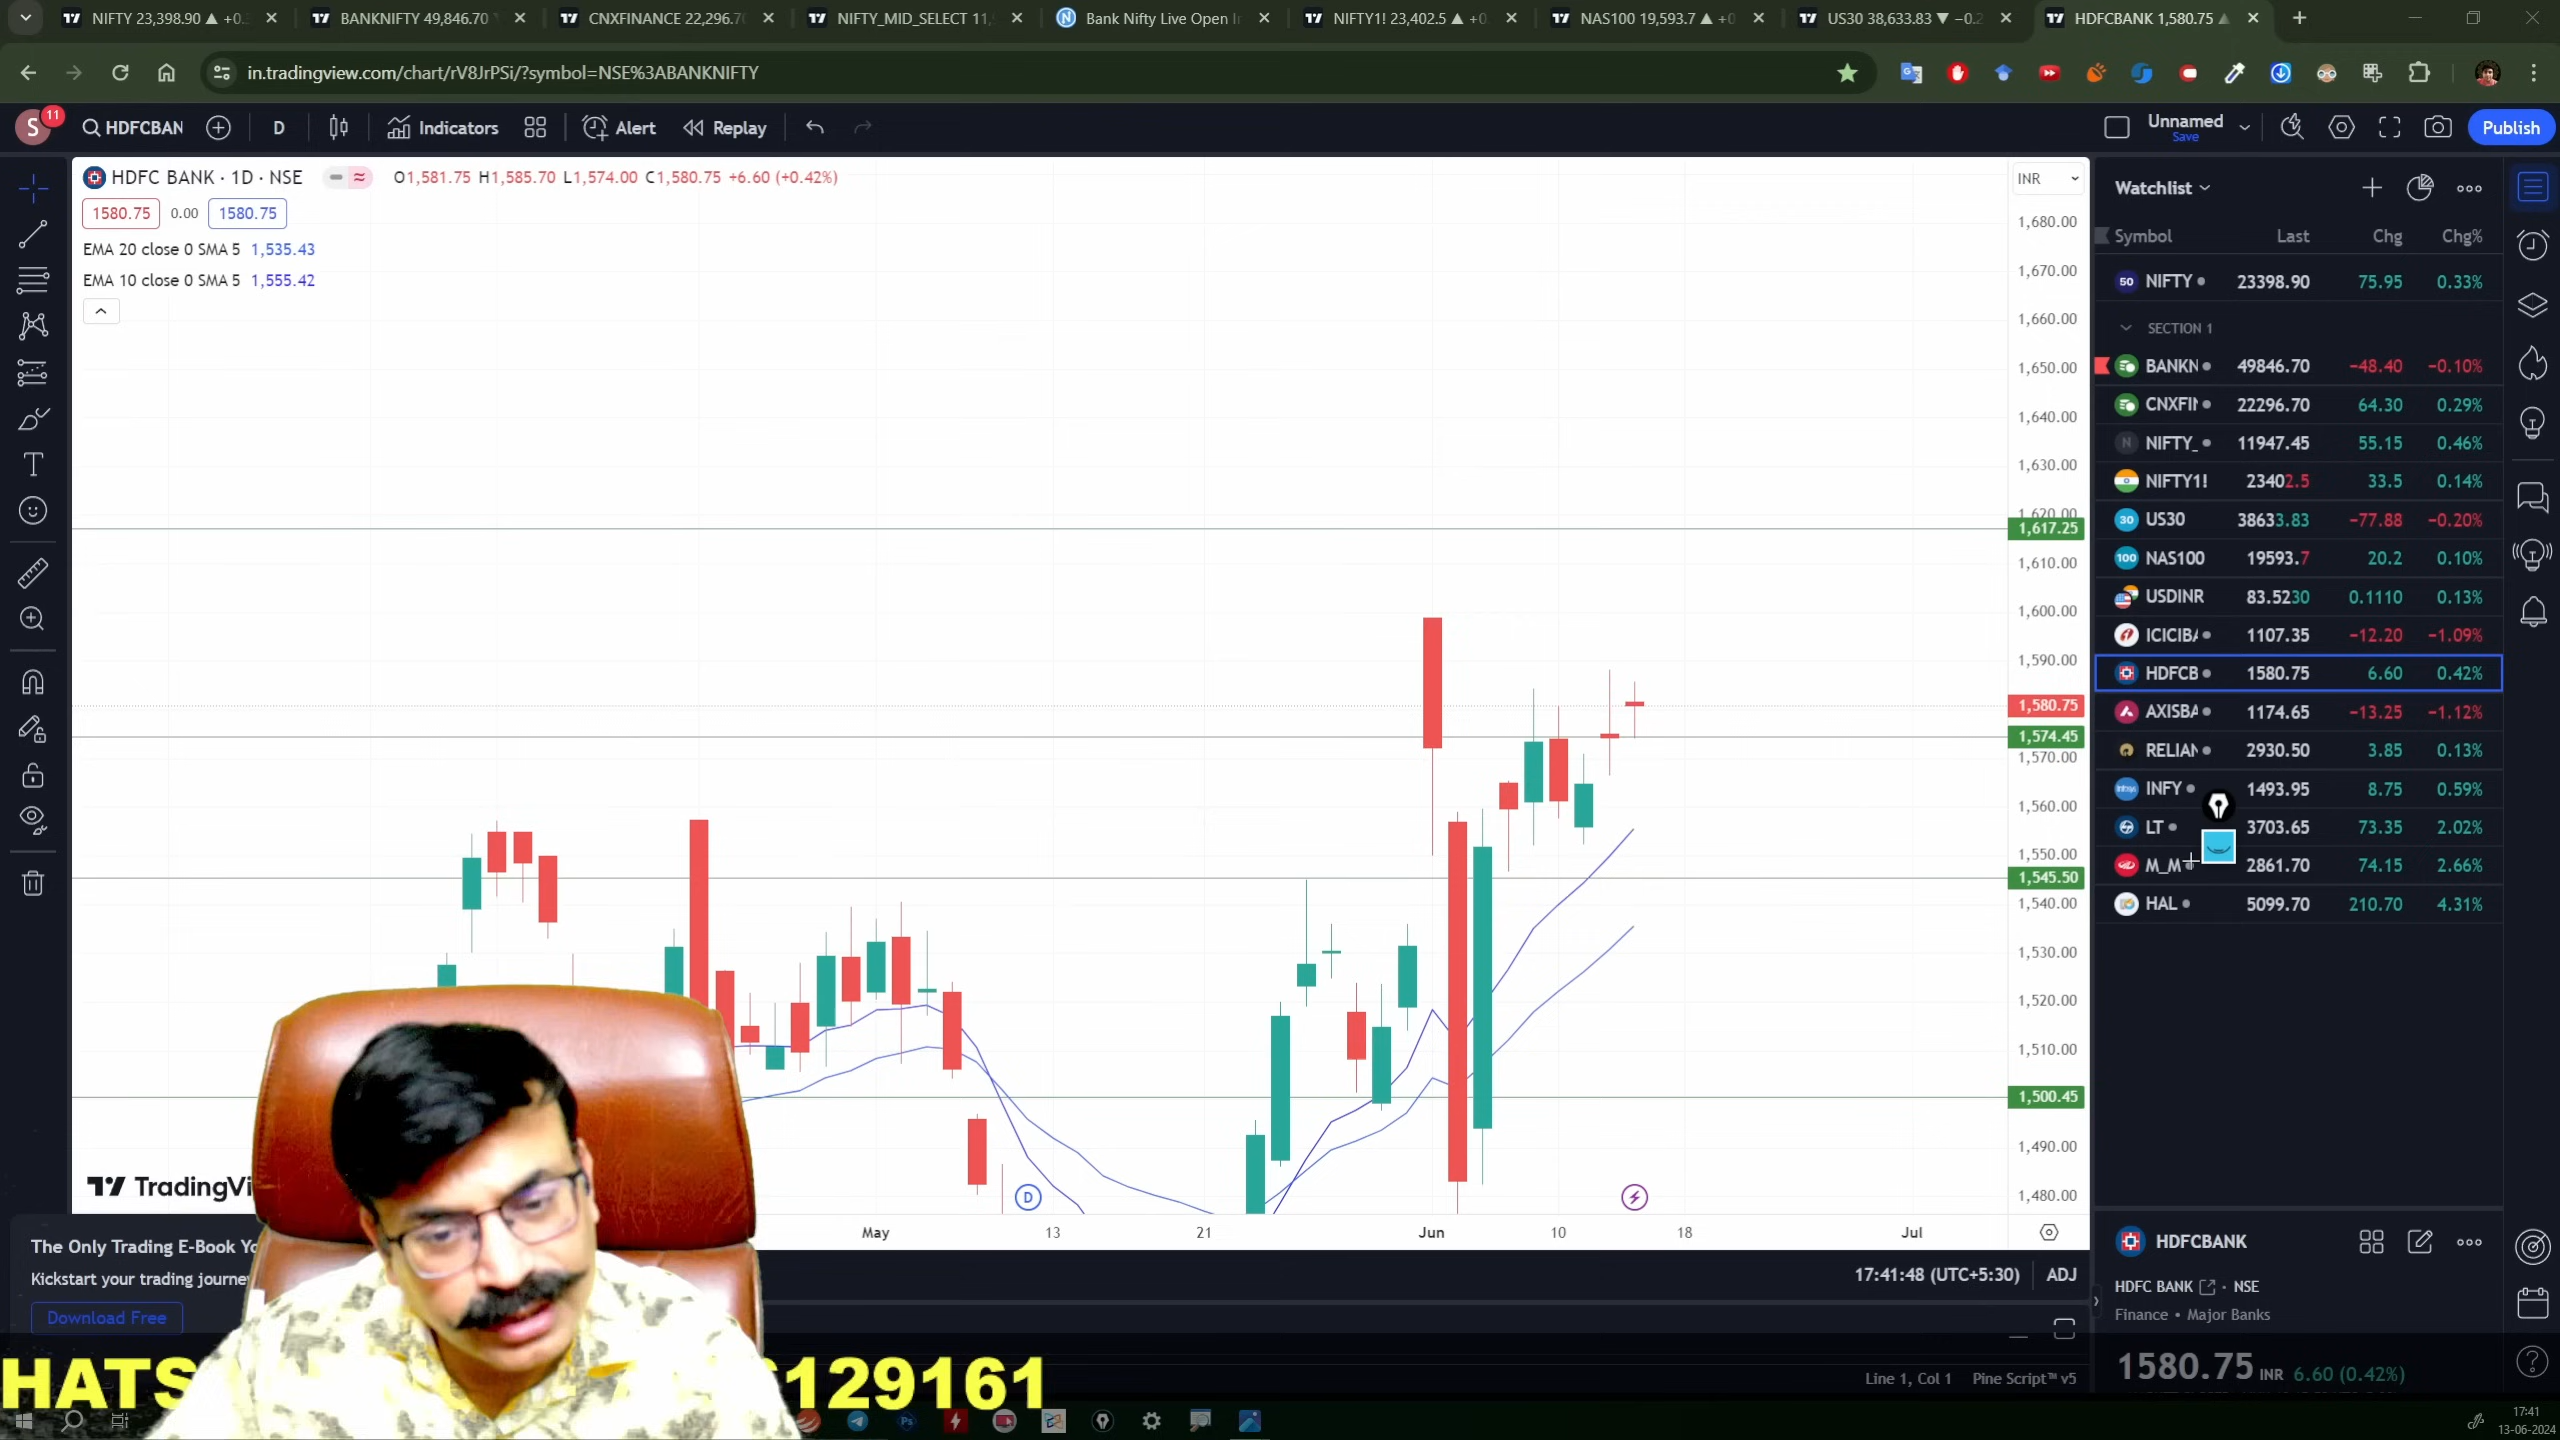 NIFTY 23,398.90 ▲ +0.
BANKNIFTY 49,846.70
CNXFINANCE 22,296.70
NIFTY_MID_SELECT 11,
Bank Nifty Live Open I
NIFTY1! 23,402.5 ▲ +0
NAS100 19,593.7 ▲ +0
US30 38,633.83 ▼ −0.2
HDFCBANK 1,580.75 ▲
in.tradingview.com/chart/rV8JrPSi/?symbol=NSE%3ABANKNIFTY
S 11 HDFCBAN D Indicators Alert Replay
Unnamed
Save
Publish
HDFC BANK · 1D · NSE O1,581.75 H1,585.70 L1,574.00 C1,580.75 +6.60 (+0.42%)
1580.75 0.00 1580.75
EMA 20 close 0 SMA 5 1,535.43
EMA 10 close 0 SMA 5 1,555.42
INR
1,680.00
1,670.00
1,660.00
1,650.00
1,640.00
1,630.00
1,620.00
1,617.25
1,610.00
1,600.00
1,590.00
1,580.75
1,574.45
1,570.00
1,560.00
1,550.00
1,545.50
1,540.00
1,530.00
1,520.00
1,510.00
1,500.45
1,490.00
1,480.00
D
May 13 21 Jun 10 18 Jul
TradingVi
17:41:48 (UTC+5:30) ADJ
The Only Trading E-Book Yo
Kickstart your trading journe
Download Free
Line 1, Col 1 Pine Script™ v5
HATS 129161
Watchlist
Symbol Last Chg Chg%
50 NIFTY 23398.90 75.95 0.33%
SECTION 1
BANKN 49846.70 −48.40 −0.10%
CNXFIN 22296.70 64.30 0.29%
N NIFTY_ 11947.45 55.15 0.46%
NIFTY1! 23402.5 33.5 0.14%
30 US30 38633.83 −77.88 −0.20%
100 NAS100 19593.7 20.2 0.10%
USDINR 83.5230 0.1110 0.13%
ICICIBA 1107.35 −12.20 −1.09%
HDFCB 1580.75 6.60 0.42%
AXISBA 1174.65 −13.25 −1.12%
RELIAN 2930.50 3.85 0.13%
INFY 1493.95 8.75 0.59%
LT 3703.65 73.35 2.02%
M_M 2861.70 74.15 2.66%
HAL 5099.70 210.70 4.31%
HDFCBANK
HDFC BANK · NSE
Finance • Major Banks
1580.75 INR 6.60 (0.42%)
Ps
17:41
13-06-2024